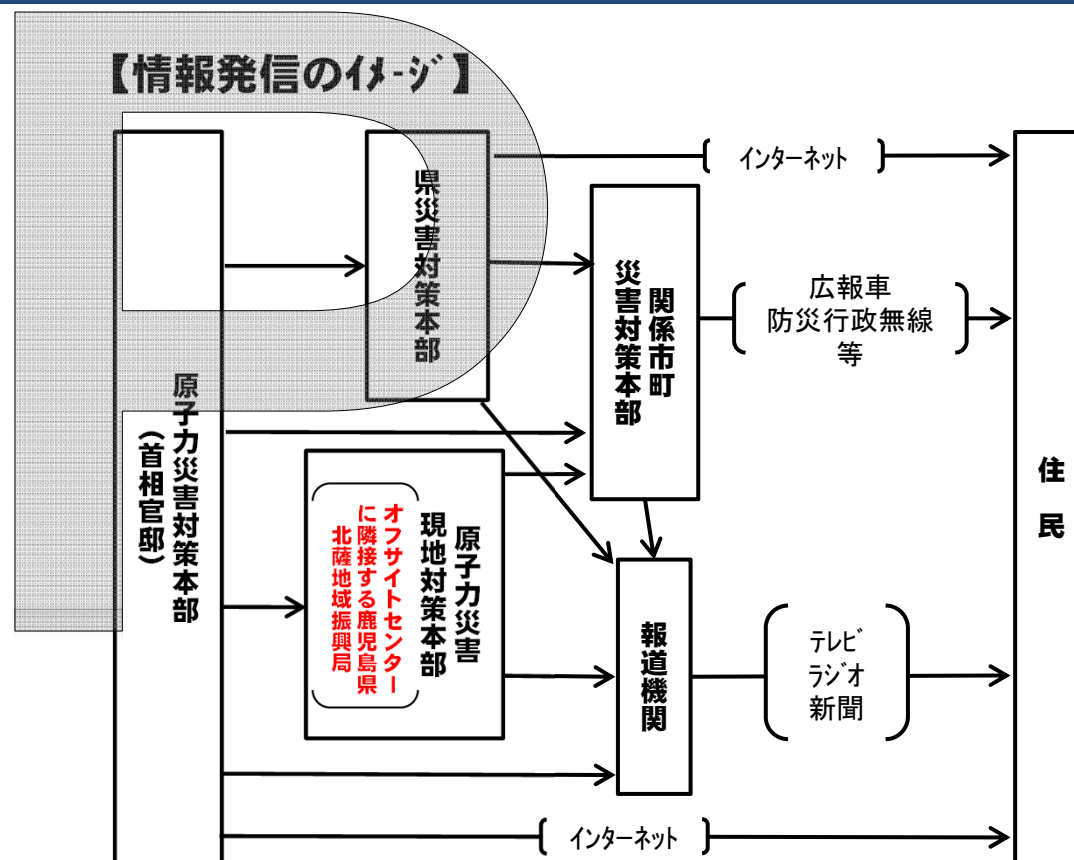 【情報発信のｲﾒｰｼﾞ】
原子力災害対策本部
(首相官邸)
県災害対策本部
インターネット
関係市町
災害対策本部
広報車
防災行政無線
等
原子力災害
現地対策本部
オフサイトセンター
に隣接する鹿児島県
北薩地域振興局
報道機関
テレビ
ラジオ
新聞
インターネット
住民
P